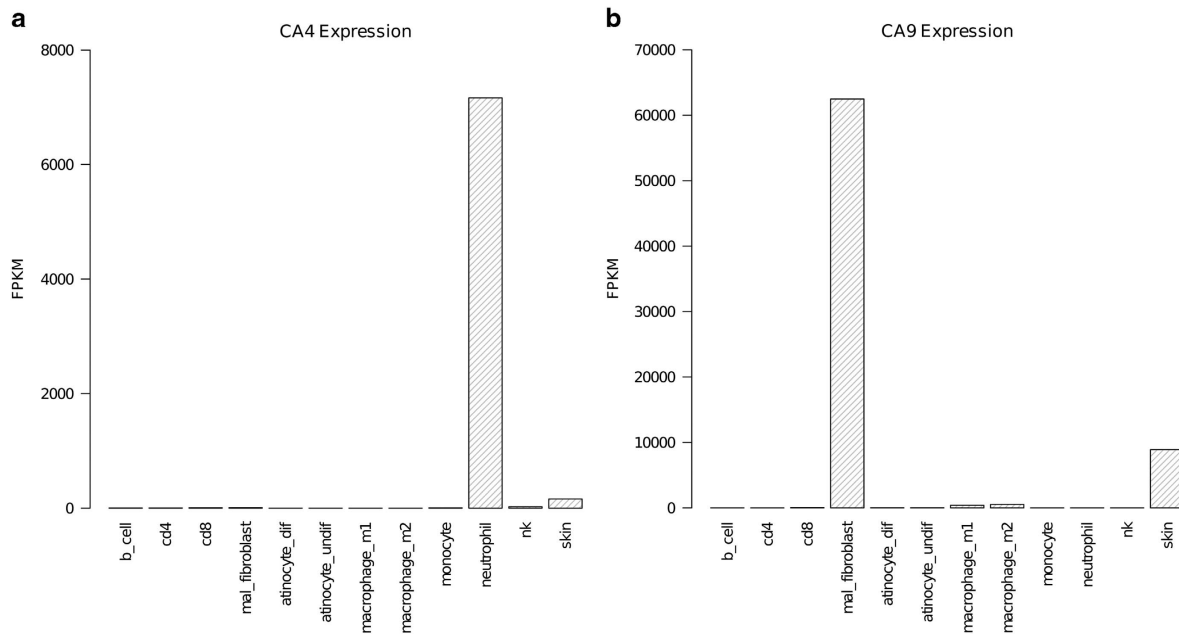 a
CA4 Expression
8000
6000
4000
2000
0
FPKM
b_cell
cd4
cd8
mal_fibroblast
atinocyte_dif
atinocyte_undif
macrophage_m1
macrophage_m2
monocyte
neutrophil
nk
skin
b
CA9 Expression
70000
60000
50000
40000
30000
20000
10000
0
FPKM
b_cell
cd4
cd8
mal_fibroblast
atinocyte_dif
atinocyte_undif
macrophage_m1
macrophage_m2
monocyte
neutrophil
nk
skin